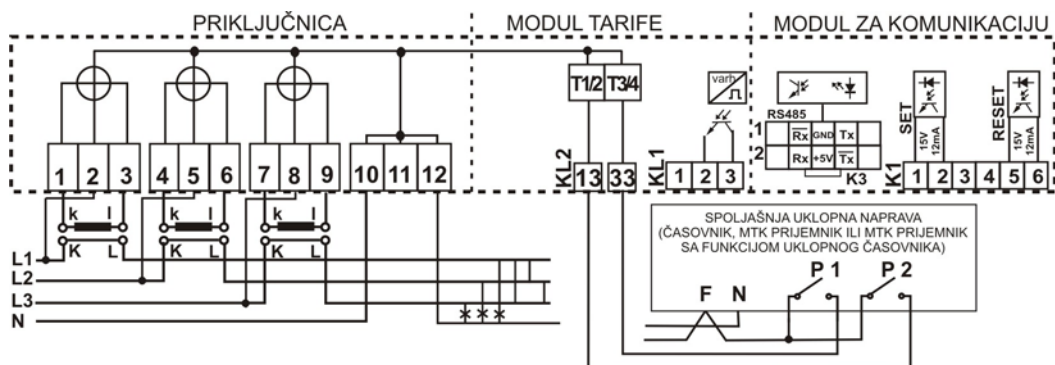 PRIKLJUČNICA MODUL TARIFE MODUL ZA KOMUNIKACIJU
T1/2 T3/4
varh
RS485
Rx GND Tx
Rx +5V Tx
1
2
K3
SET
15V
12mA
RESET
15V
12mA
1 2 3 4 5 6 7 8 9 10 11 12
KL2 13 33
KL1 1 2 3
K1 1 2 3 4 5 6
k l k l k l
K L K L K L
L1
L2
L3
N
SPOLJAŠNJA UKLOPNA NAPRAVA
(ČASOVNIK, MTK PRIJEMNIK ILI MTK PRIJEMNIK
SA FUNKCIJOM UKLOPNOG ČASOVNIKA)
P 1 P 2
F N